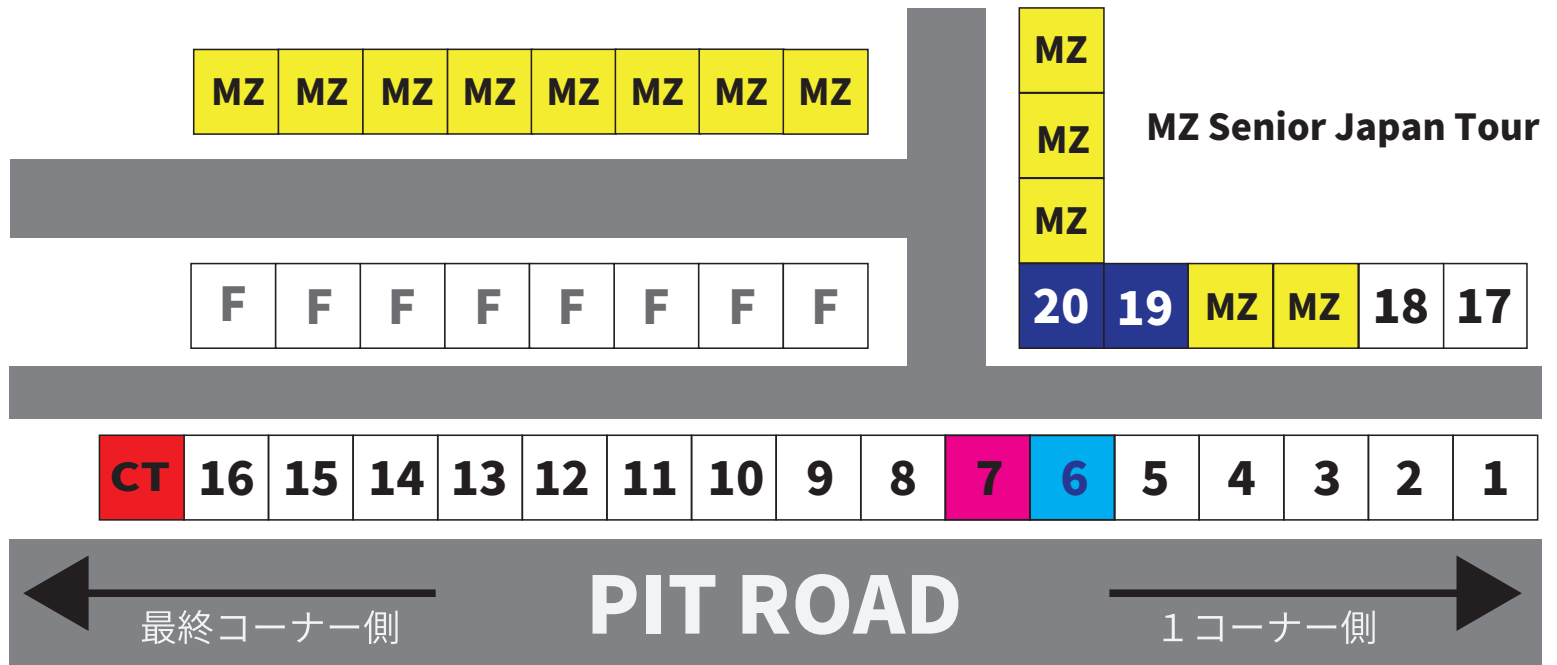 MZ MZ MZ MZ MZ MZ MZ MZ
MZ
MZ
MZ
MZ Senior Japan Tour
F F F F F F F F
20 19 MZ MZ 18 17
CT 16 15 14 13 12 11 10 9 8 7 6 5 4 3 2 1
PIT ROAD
最終コーナー側
１コーナー側